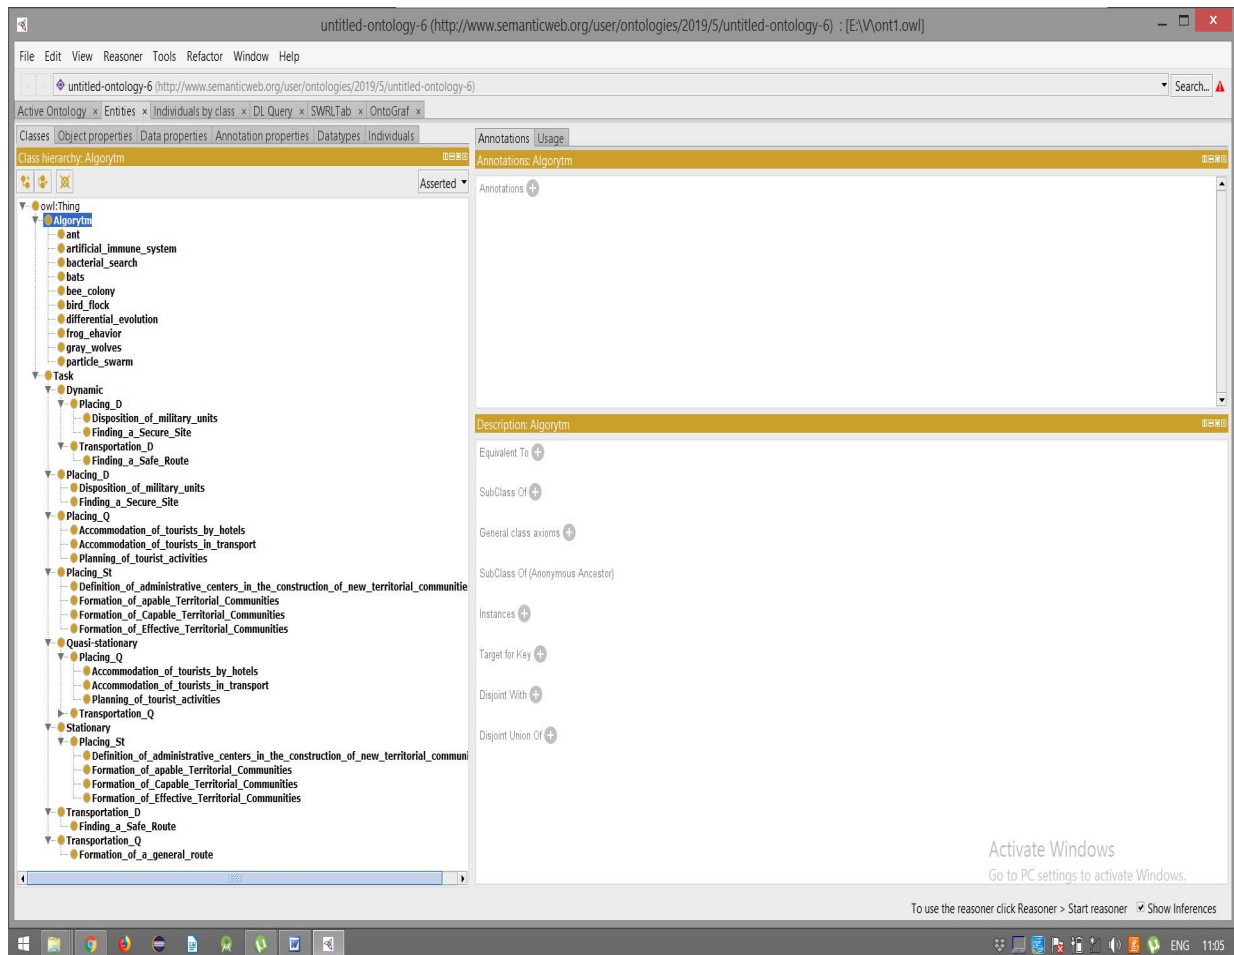 untitled-ontology-6 (http://www.semanticweb.org/user/ontologies/2019/5/untitled-ontology-6) : [E:\V\ont1.owl]
File Edit View Reasoner Tools Refactor Window Help
untitled-ontology-6 (http://www.semanticweb.org/user/ontologies/2019/5/untitled-ontology-6)
Search...
Active Ontology × Entities × Individuals by class × DL Query × SWRLTab × OntoGraf ×
Classes Object properties Data properties Annotation properties Datatypes Individuals
Class hierarchy: Algorytm
Asserted
owl:Thing
Algorytm
ant
artificial_immune_system
bacterial_search
bats
bee_colony
bird_flock
differential_evolution
frog_ehavior
gray_wolves
particle_swarm
Task
Dynamic
Placing_D
Disposition_of_military_units
Finding_a_Secure_Site
Transportation_D
Finding_a_Safe_Route
Placing_D
Disposition_of_military_units
Finding_a_Secure_Site
Placing_Q
Accommodation_of_tourists_by_hotels
Accommodation_of_tourists_in_transport
Planning_of_tourist_activities
Placing_St
Definition_of_administrative_centers_in_the_construction_of_new_territorial_communitie
Formation_of_apable_Territorial_Communities
Formation_of_Capable_Territorial_Communities
Formation_of_Effective_Territorial_Communities
Quasi-stationary
Placing_Q
Accommodation_of_tourists_by_hotels
Accommodation_of_tourists_in_transport
Planning_of_tourist_activities
Transportation_Q
Stationary
Placing_St
Definition_of_administrative_centers_in_the_construction_of_new_territorial_communi
Formation_of_apable_Territorial_Communities
Formation_of_Capable_Territorial_Communities
Formation_of_Effective_Territorial_Communities
Transportation_D
Finding_a_Safe_Route
Transportation_Q
Formation_of_a_general_route
Annotations Usage
Annotations: Algorytm
Annotations
Description: Algorytm
Equivalent To
SubClass Of
General class axioms
SubClass Of (Anonymous Ancestor)
Instances
Target for Key
Disjoint With
Disjoint Union Of
Activate Windows
Go to PC settings to activate Windows.
To use the reasoner click Reasoner > Start reasoner Show Inferences
ENG 11:05